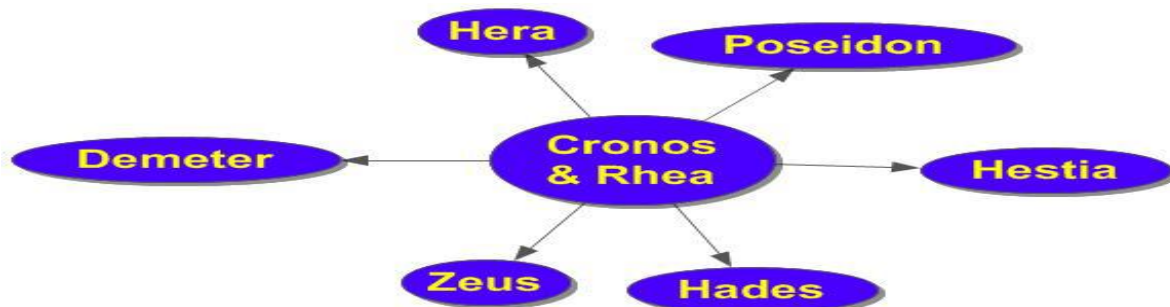 Hera
Poseidon
Cronos
& Rhea
Demeter
Hestia
Zeus
Hades